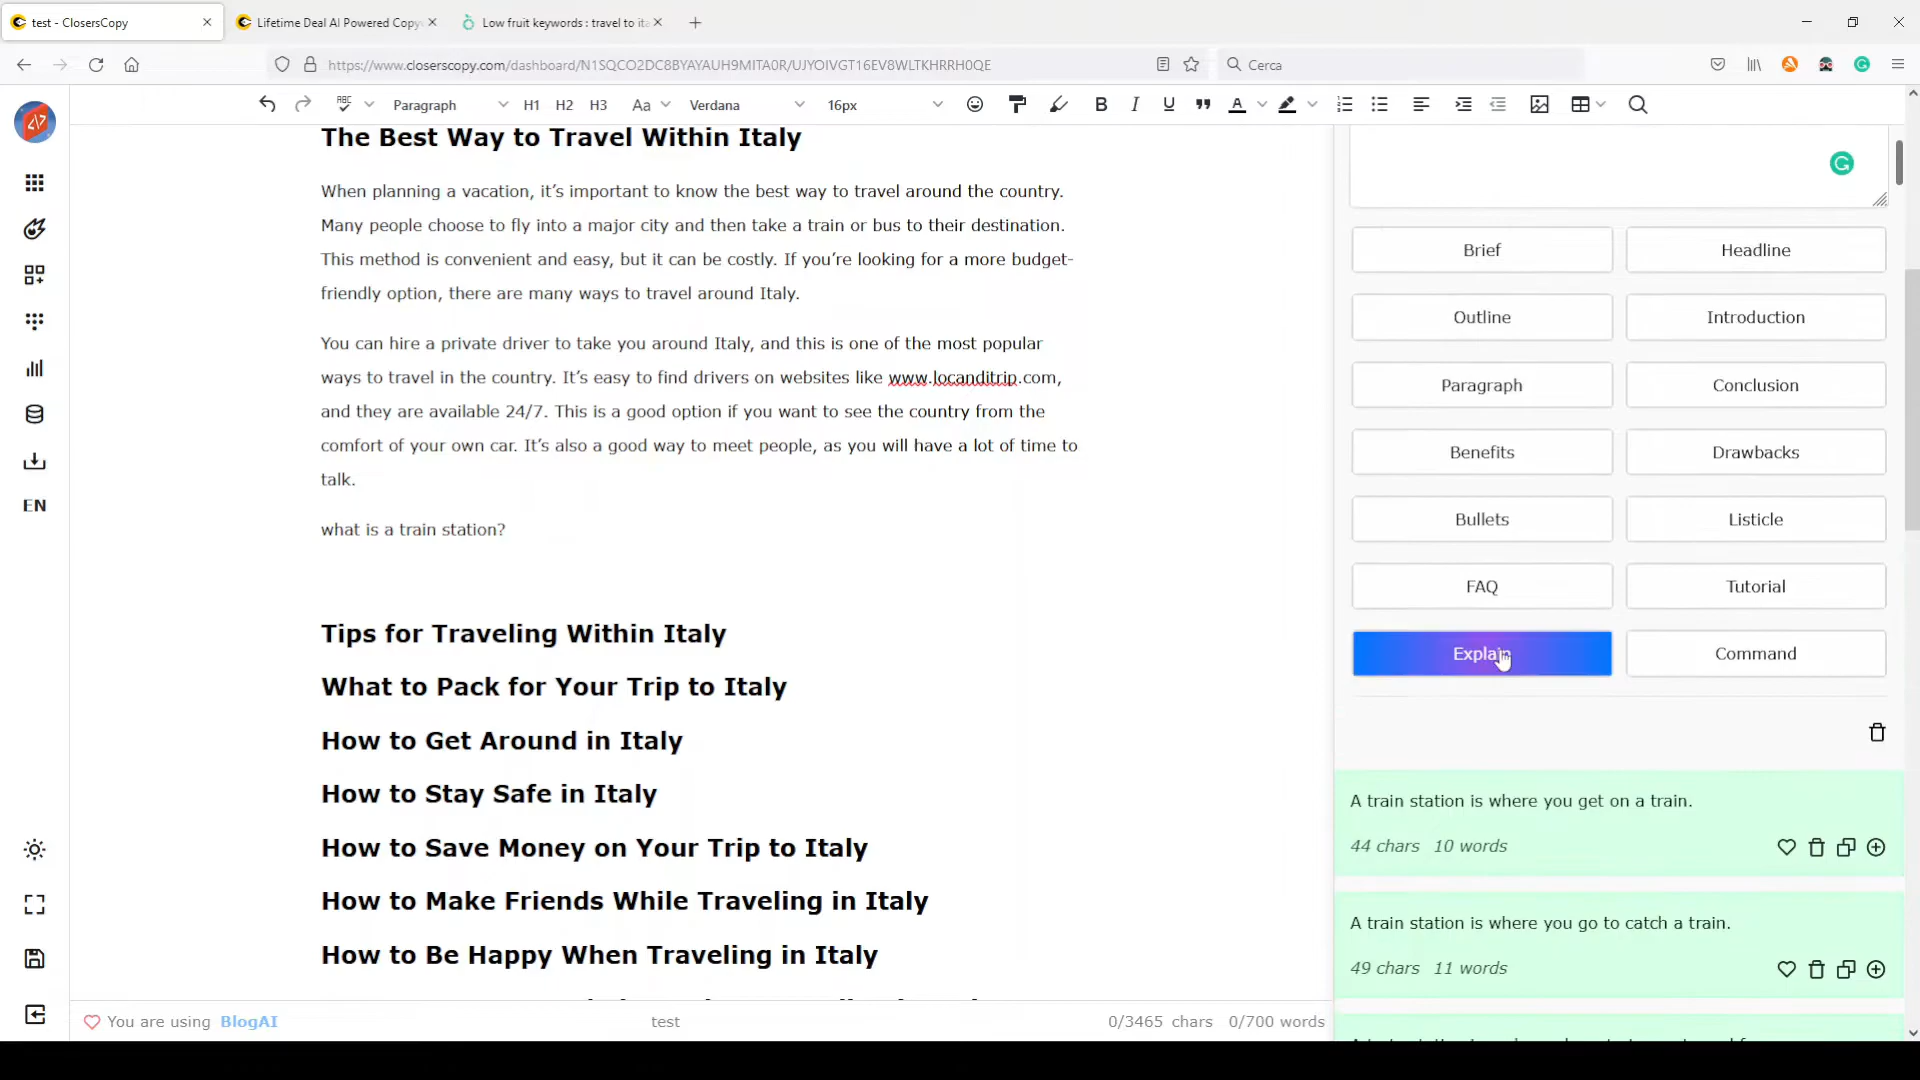 test - ClosersCopy
Lifetime Deal AI Powered Copyw
Low fruit keywords : travel to ita
https://www.closerscopy.com/dashboard/N1SQCO2DC8BYAYAUH9MITA0R/UJYOIVGT16EV8WLTKHRRH0QE
Cerca
Paragraph
H1
H2
H3
Aa
Verdana
16px
The Best Way to Travel Within Italy
When planning a vacation, it's important to know the best way to travel around the country.
Many people choose to fly into a major city and then take a train or bus to their destination.
This method is convenient and easy, but it can be costly. If you're looking for a more budget-
friendly option, there are many ways to travel around Italy.
You can hire a private driver to take you around Italy, and this is one of the most popular
ways to travel in the country. It's easy to find drivers on websites like www.locanditrip.com,
and they are available 24/7. This is a good option if you want to see the country from the
comfort of your own car. It's also a good way to meet people, as you will have a lot of time to
talk.
what is a train station?
Tips for Traveling Within Italy
What to Pack for Your Trip to Italy
How to Get Around in Italy
How to Stay Safe in Italy
How to Save Money on Your Trip to Italy
How to Make Friends While Traveling in Italy
How to Be Happy When Traveling in Italy
EN
You are using BlogAI
test
0/3465 chars 0/700 words
Brief
Headline
Outline
Introduction
Paragraph
Conclusion
Benefits
Drawbacks
Bullets
Listicle
FAQ
Tutorial
Explain
Command
A train station is where you get on a train.
44 chars 10 words
A train station is where you go to catch a train.
49 chars 11 words